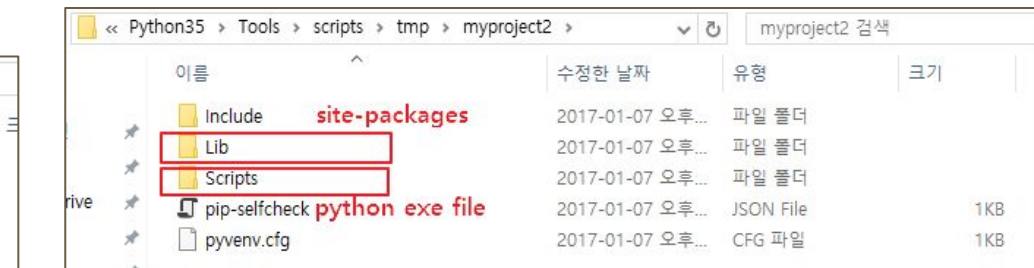 « Python35 > Tools > scripts > tmp > myproject2 >
myproject2 검색
이름 수정한 날짜 유형 크기
Include site-packages 2017-01-07 오후... 파일 폴더
Lib 2017-01-07 오후... 파일 폴더
Scripts 2017-01-07 오후... 파일 폴더
rive
pip-selfcheck python exe file 2017-01-07 오후... JSON File 1KB
pyvenv.cfg 2017-01-07 오후... CFG 파일 1KB